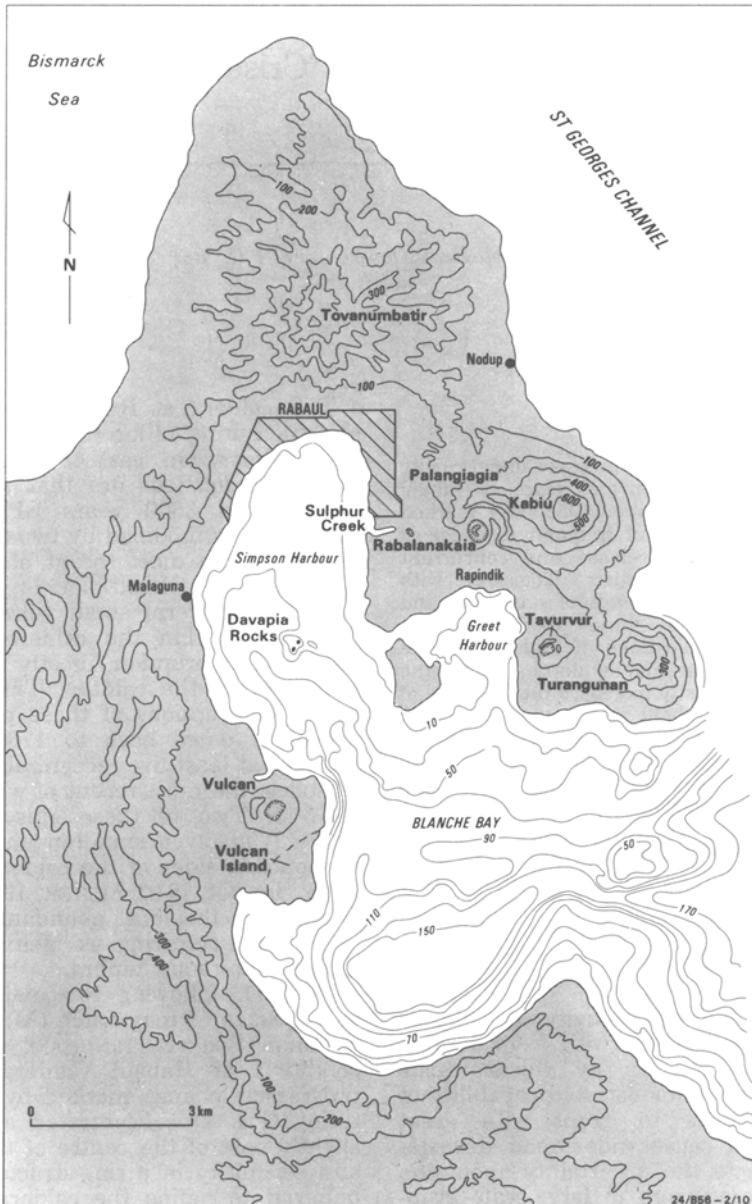 Bismarck
Sea
ST GEORGES CHANNEL
N
100
200
300
Tovanumbatir
Nodup
100
RABAUL
100
Palangiagia
400
Kabiu
600
500
Sulphur
Creek
Rabalanakaia
Simpson Harbour
Rapindik
Malaguna
Davapia
Rocks
Greet
Harbour
Tavurvur
Turangunan
300
10
50
Vulcan
BLANCHE BAY
90
50
Vulcan
Island
110
150
170
300
400
70
100
200
0 3 km
24/B56-2/10